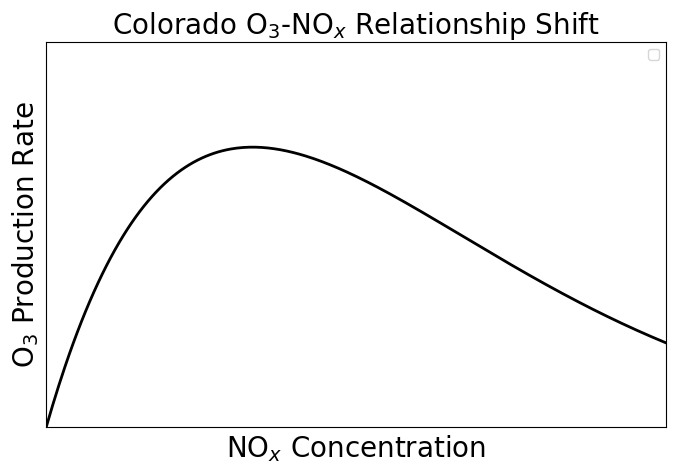 Colorado O₃-NOₓ Relationship Shift
O₃ Production Rate
NOₓ Concentration